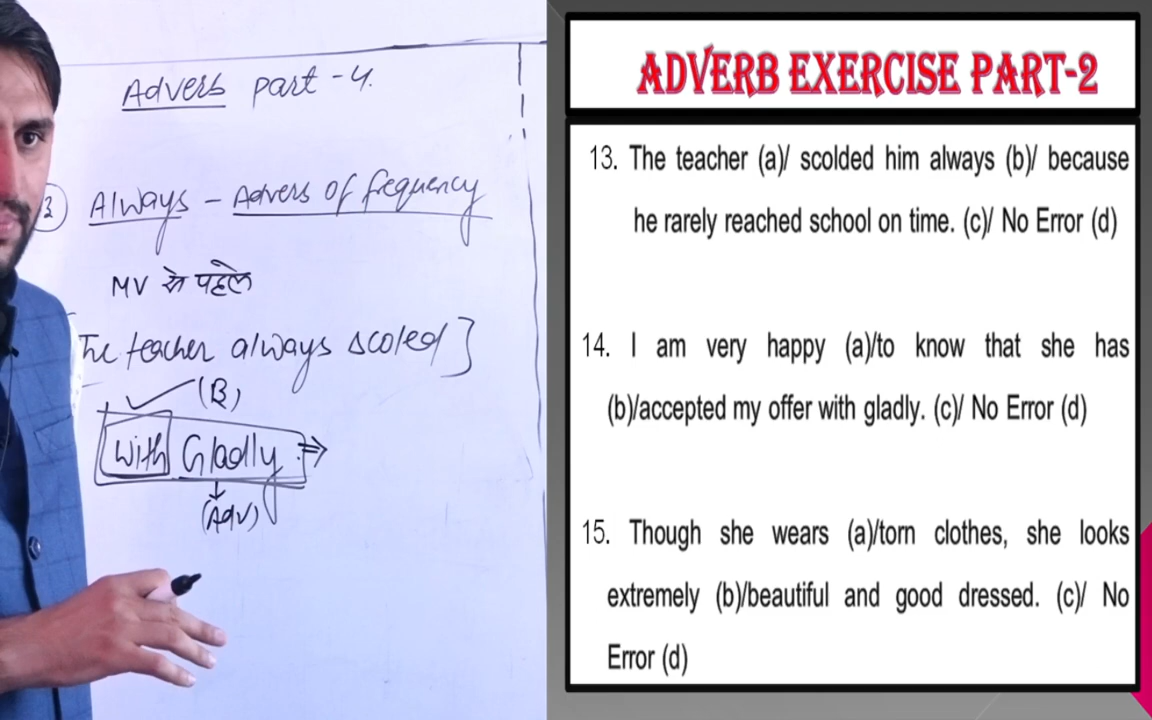 Adverb part -4.
3 Always - Adverb of frequency
MV से पहले
The teacher always scoled]
(B)
With Gladly ⇒
(Adv)
ADVERB EXERCISE PART-2
13. The teacher (a)/ scolded him always (b)/ because
he rarely reached school on time. (c)/ No Error (d)
14. I am very happy (a)/to know that she has
(b)/accepted my offer with gladly. (c)/ No Error (d)
15. Though she wears (a)/torn clothes, she looks
extremely (b)/beautiful and good dressed. (c)/ No
Error (d)